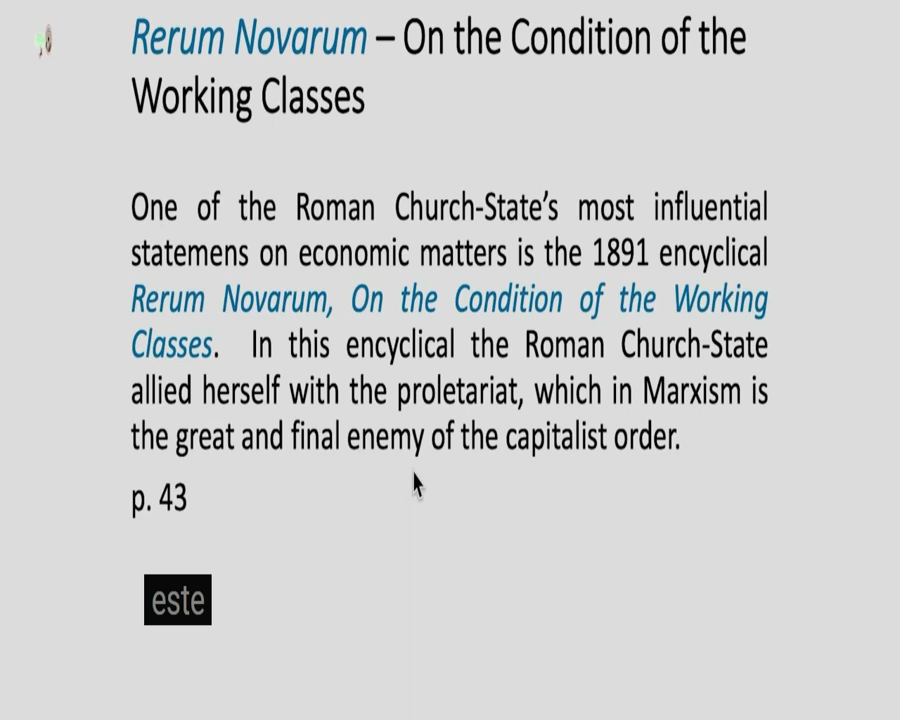 Rerum Novarum – On the Condition of the
Working Classes
One of the Roman Church-State’s most influential
statemens on economic matters is the 1891 encyclical
Rerum Novarum, On the Condition of the Working
Classes. In this encyclical the Roman Church-State
allied herself with the proletariat, which in Marxism is
the great and final enemy of the capitalist order.
p. 43
este